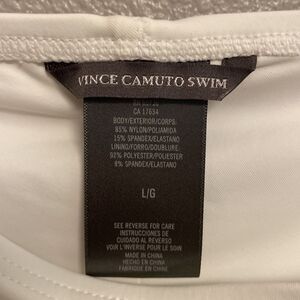 VINCE CAMUTO SWIM
CA 17634
BODY/EXTERIOR/CORPS:
85% NYLON/POLIAMIDA
15% SPANDEX/ELASTANO
LINING/FORRO/DOUBLURE
92% POLYESTER/POLIESTER
8% SPANDEX/ELASTANO
L/G
SEE REVERSE FOR CARE
INSTRUCCIONES DE
CUIDADO AL REVERSO
VOIR L'INVERSE POUR LE SOIN
MADE IN CHINA
HECHO EN CHINA
FABRIQUE EN CHINE